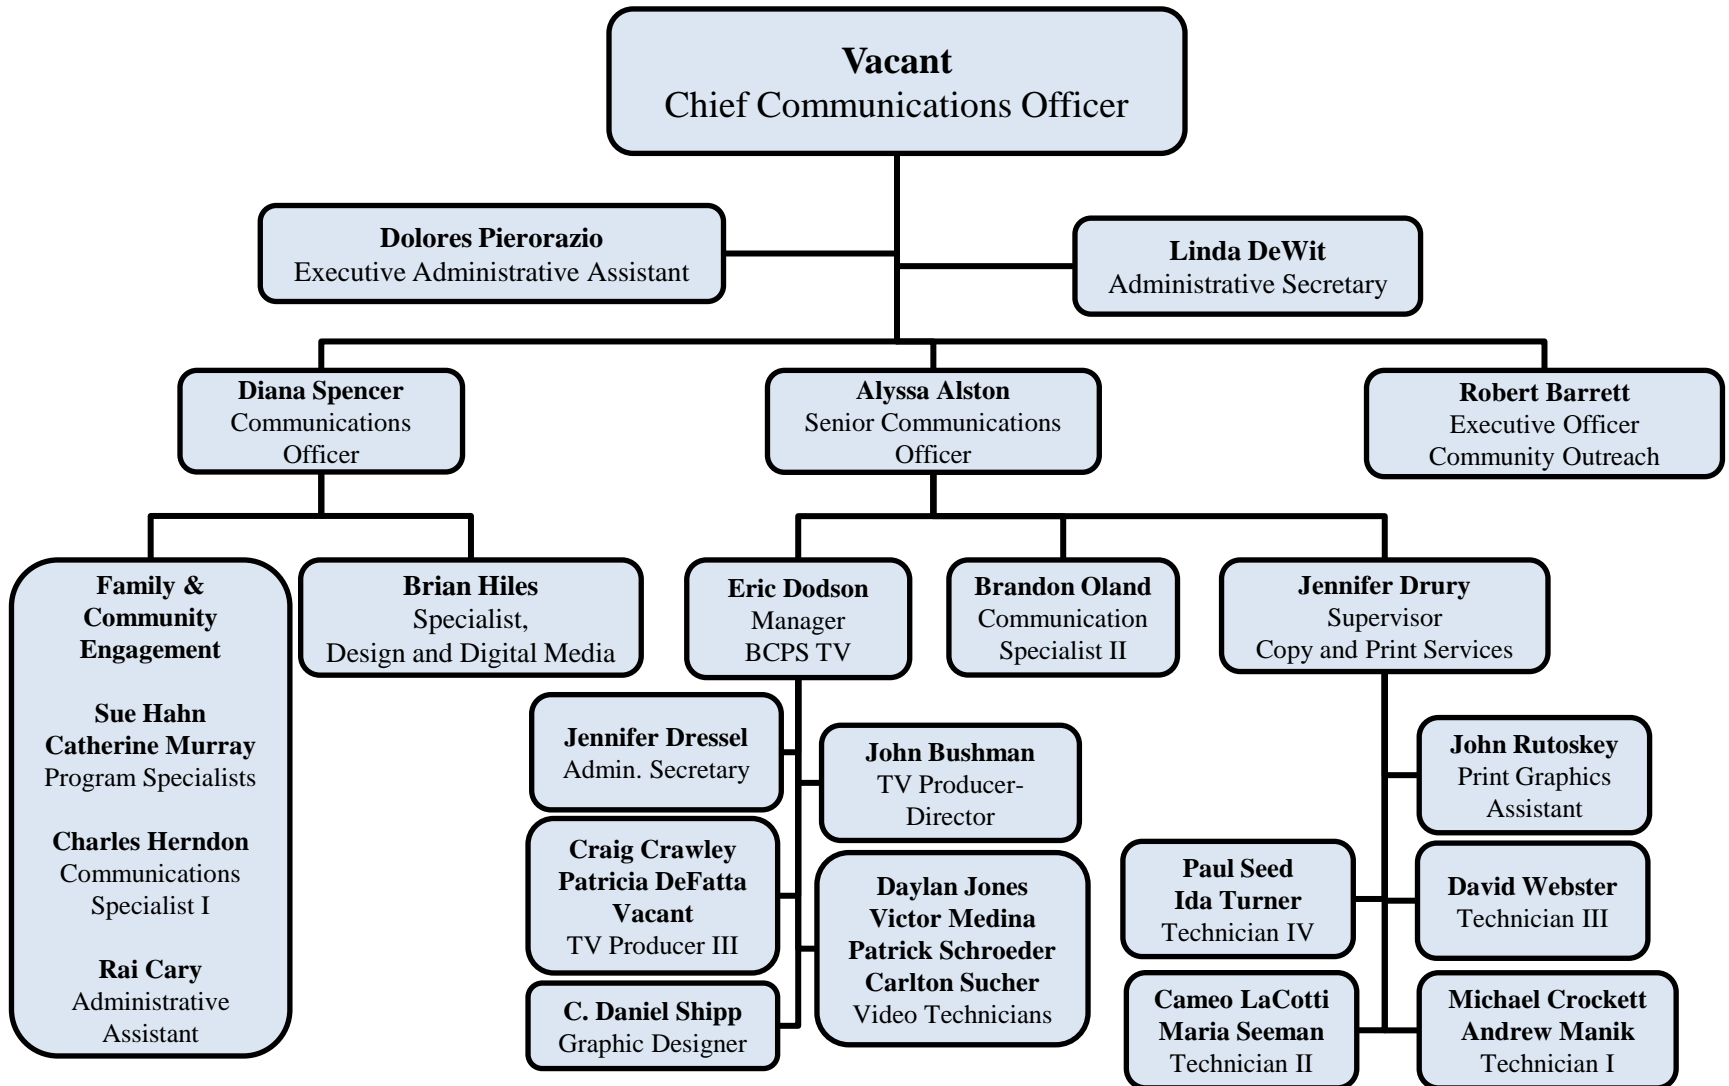 Vacant
Chief Communications Officer
Dolores Pierorazio
Executive Administrative Assistant
Linda DeWit
Administrative Secretary
Diana Spencer
Communications
Officer
Alyssa Alston
Senior Communications
Officer
Robert Barrett
Executive Officer
Community Outreach
Family &
Community
Engagement
Sue Hahn
Catherine Murray
Program Specialists
Charles Herndon
Communications
Specialist I
Rai Cary
Administrative
Assistant
Brian Hiles
Specialist,
Design and Digital Media
Eric Dodson
Manager
BCPS TV
Brandon Oland
Communication
Specialist II
Jennifer Drury
Supervisor
Copy and Print Services
Jennifer Dressel
Admin. Secretary
John Bushman
TV Producer-
Director
Craig Crawley
Patricia DeFatta
Vacant
TV Producer III
Daylan Jones
Victor Medina
Patrick Schroeder
Carlton Sucher
Video Technicians
C. Daniel Shipp
Graphic Designer
John Rutoskey
Print Graphics
Assistant
Paul Seed
Ida Turner
Technician IV
David Webster
Technician III
Cameo LaCotti
Maria Seeman
Technician II
Michael Crockett
Andrew Manik
Technician I